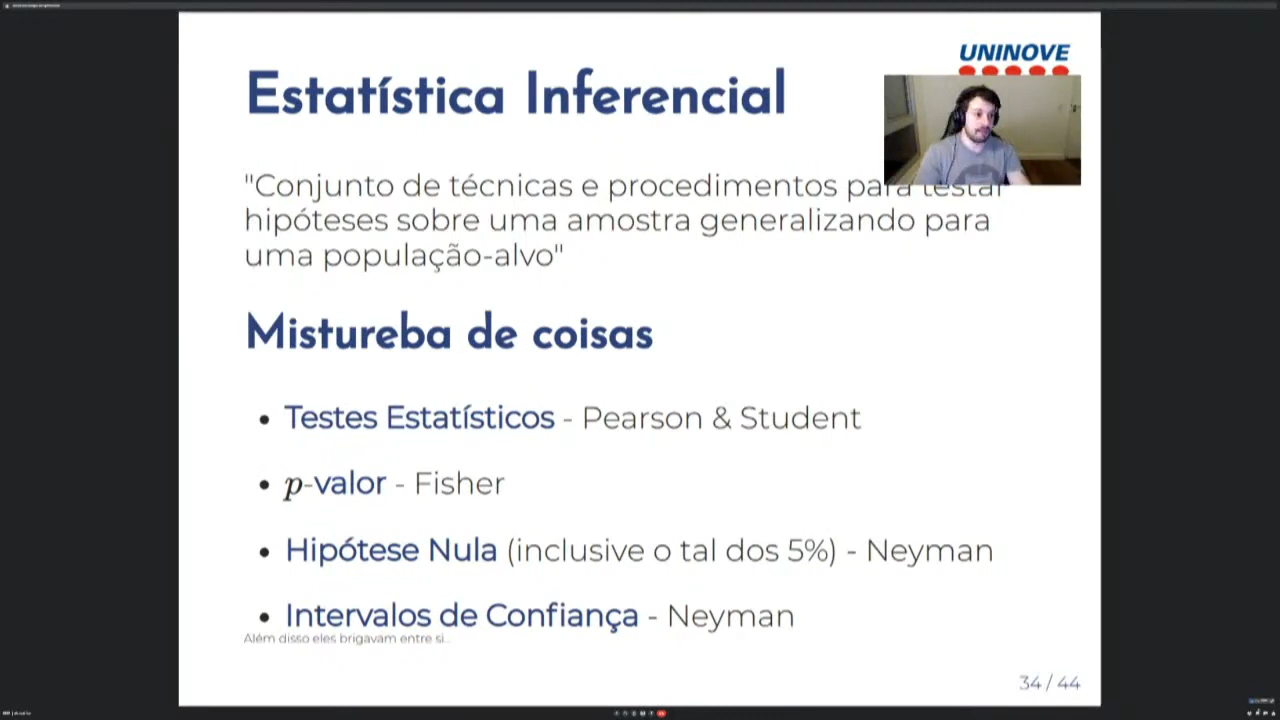 UNINOVE
Estatística Inferencial
"Conjunto de técnicas e procedimentos para testar
hipóteses sobre uma amostra generalizando para
uma população-alvo"
Mistureba de coisas
• Testes Estatísticos - Pearson & Student
• p-valor - Fisher
• Hipótese Nula (inclusive o tal dos 5%) - Neyman
• Intervalos de Confiança - Neyman
Além disso eles brigavam entre si...
34 / 44